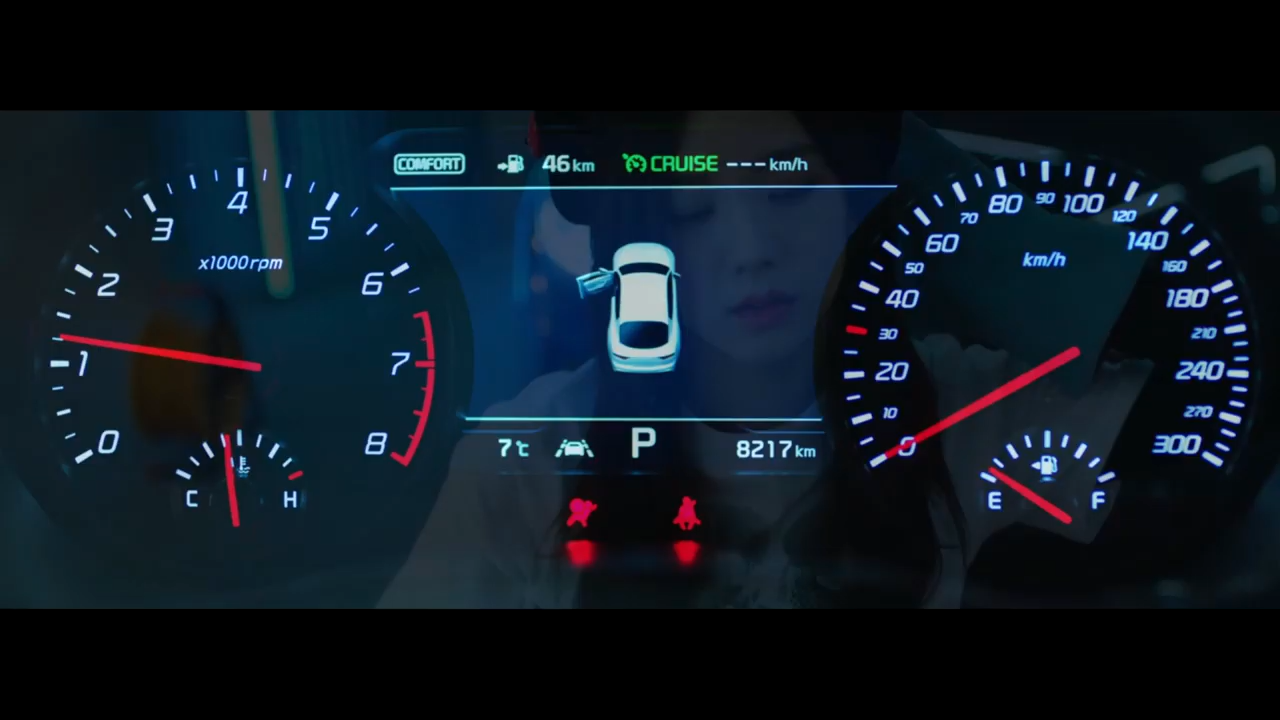 COMFORT 46km CRUISE ---km/h
0 1 2 3 4 5 6 7 8
x1000rpm
C H
7°C P 8217km
0 10 20 30 40 50 60 70 80 90 100 120 140 160 180 210 240 270 300
km/h
E F